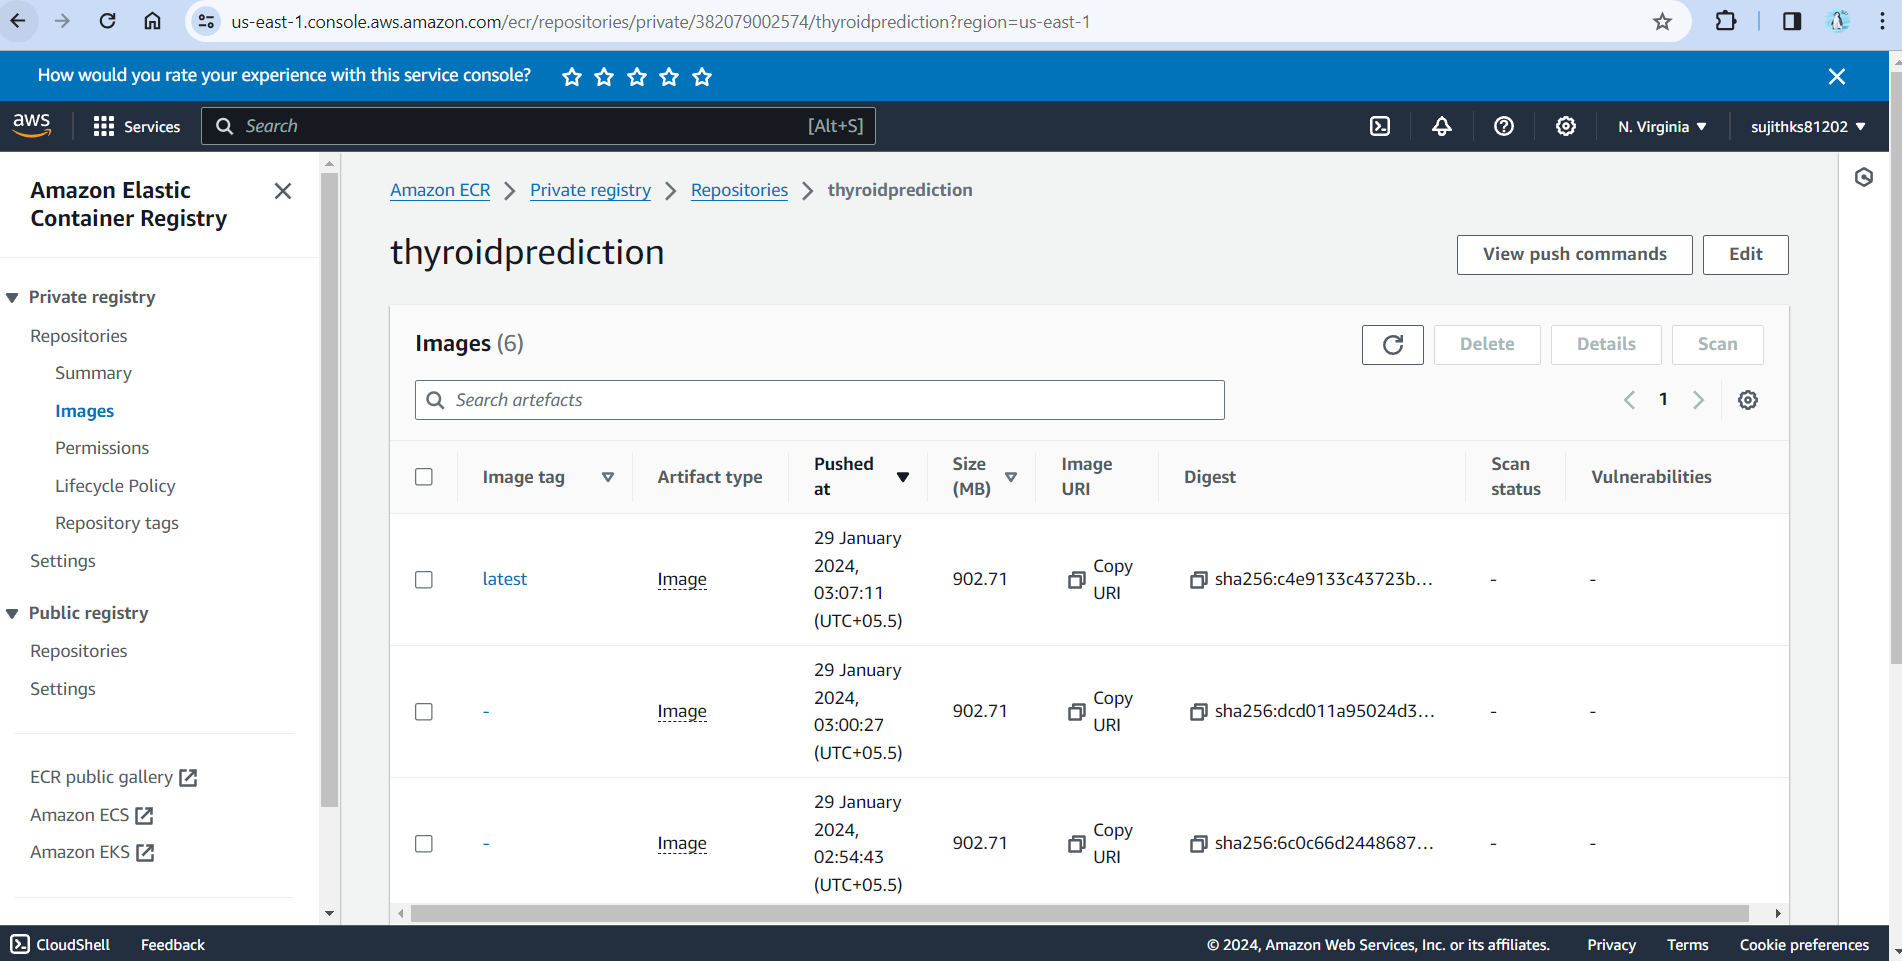 us-east-1.console.aws.amazon.com/ecr/repositories/private/382079002574/thyroidprediction?region=us-east-1
How would you rate your experience with this service console?
aws
Services
Search
[Alt+S]
N. Virginia
sujithks81202
Amazon Elastic
Container Registry
Private registry
Repositories
Summary
Images
Permissions
Lifecycle Policy
Repository tags
Settings
Public registry
Repositories
Settings
ECR public gallery
Amazon ECS
Amazon EKS
Amazon ECR
Private registry
Repositories
thyroidprediction
thyroidprediction
View push commands
Edit
Images (6)
Delete
Details
Scan
Search artefacts
1
Image tag
Artifact type
Pushed
at
Size
(MB)
Image
URI
Digest
Scan
status
Vulnerabilities
latest
Image
29 January
2024,
03:07:11
(UTC+05.5)
902.71
Copy
URI
sha256:c4e9133c43723b...
-
-
-
Image
29 January
2024,
03:00:27
(UTC+05.5)
902.71
Copy
URI
sha256:dcd011a95024d3...
-
-
-
Image
29 January
2024,
02:54:43
(UTC+05.5)
902.71
Copy
URI
sha256:6c0c66d2448687...
-
-
CloudShell
Feedback
© 2024, Amazon Web Services, Inc. or its affiliates.
Privacy
Terms
Cookie preferences